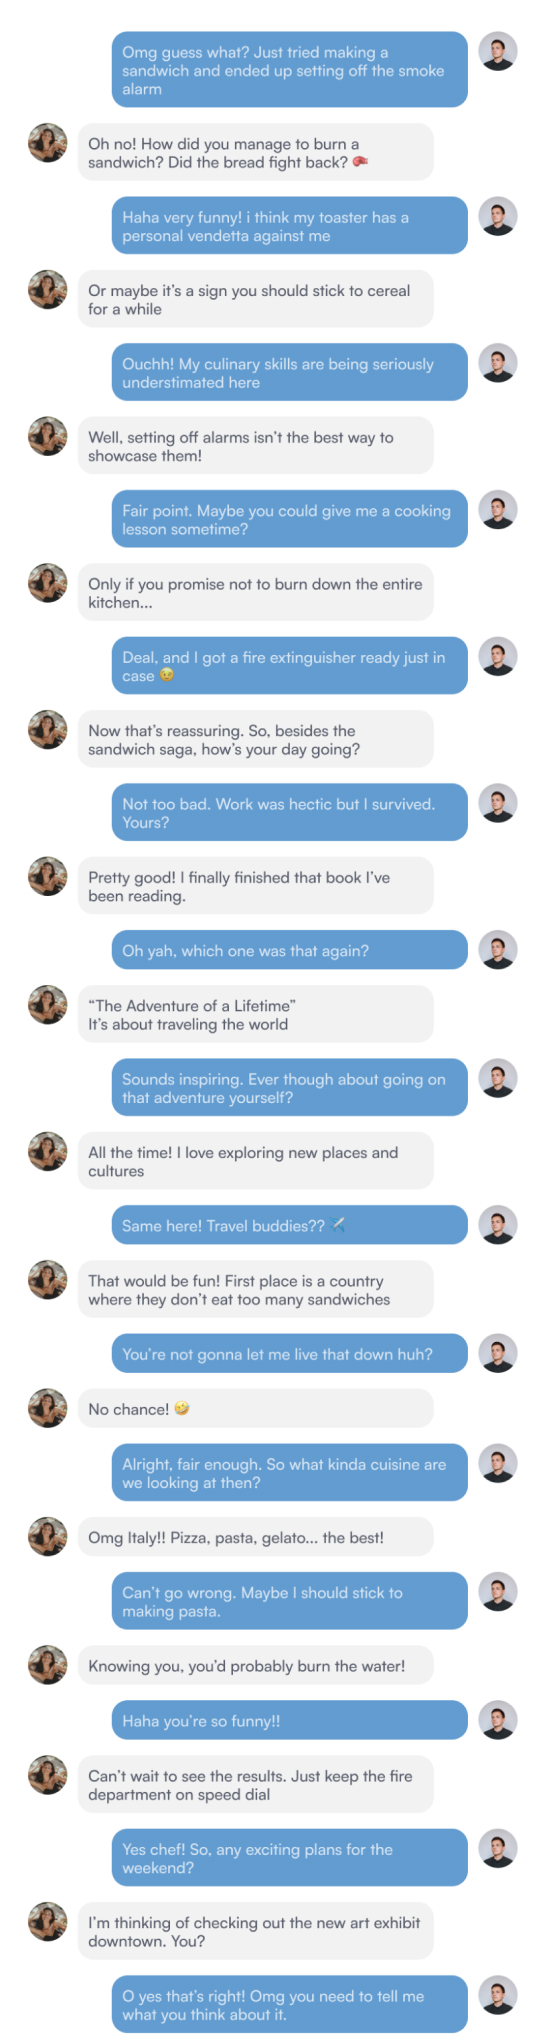 Omg guess what? Just tried making a
sandwich and ended up setting off the smoke
alarm
Oh no! How did you manage to burn a
sandwich? Did the bread fight back? 🥊
Haha very funny! i think my toaster has a
personal vendetta against me
Or maybe it's a sign you should stick to cereal
for a while
Ouchh! My culinary skills are being seriously
understimated here
Well, setting off alarms isn't the best way to
showcase them!
Fair point. Maybe you could give me a cooking
lesson sometime?
Only if you promise not to burn down the entire
kitchen...
Deal, and I got a fire extinguisher ready just in
case 😉
Now that's reassuring. So, besides the
sandwich saga, how's your day going?
Not too bad. Work was hectic but I survived.
Yours?
Pretty good! I finally finished that book I've
been reading.
Oh yah, which one was that again?
“The Adventure of a Lifetime”
It's about traveling the world
Sounds inspiring. Ever though about going on
that adventure yourself?
All the time! I love exploring new places and
cultures
Same here! Travel buddies?? ✈️
That would be fun! First place is a country
where they don't eat too many sandwiches
You're not gonna let me live that down huh?
No chance! 🤣
Alright, fair enough. So what kinda cuisine are
we looking at then?
Omg Italy!! Pizza, pasta, gelato... the best!
Can't go wrong. Maybe I should stick to
making pasta.
Knowing you, you'd probably burn the water!
Haha you're so funny!!
Can't wait to see the results. Just keep the fire
department on speed dial
Yes chef! So, any exciting plans for the
weekend?
I'm thinking of checking out the new art exhibit
downtown. You?
O yes that's right! Omg you need to tell me
what you think about it.